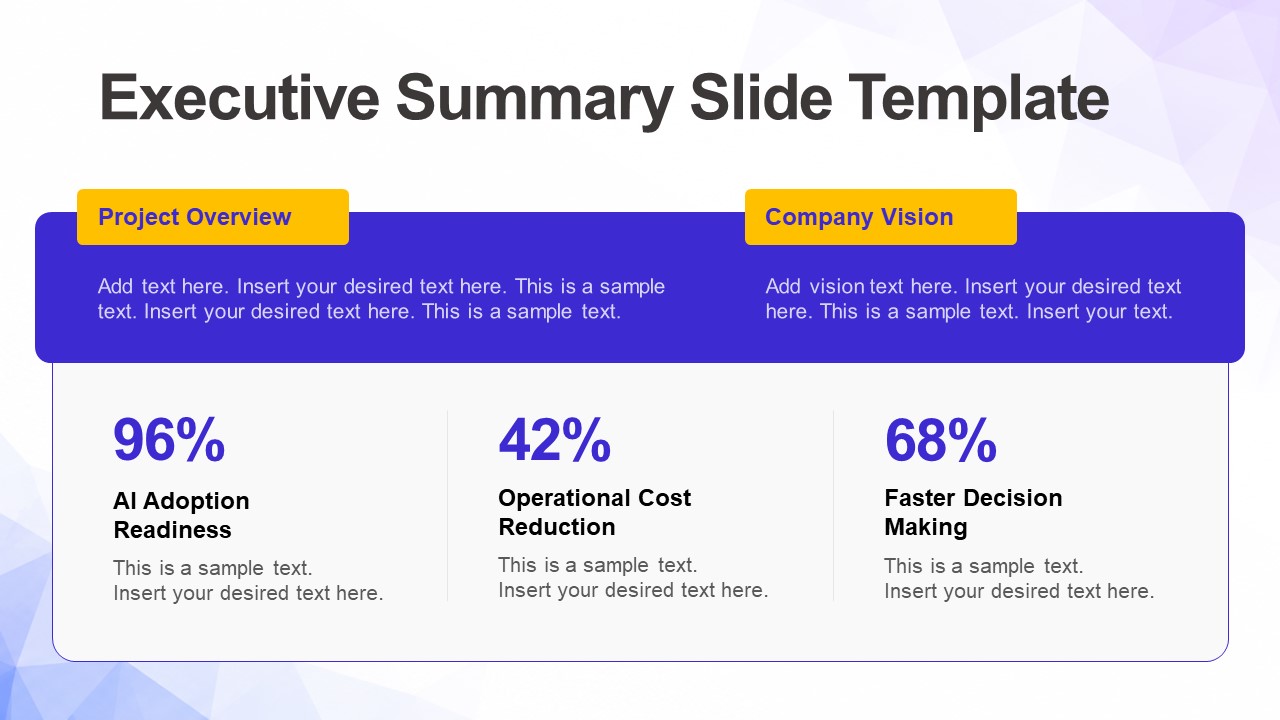 Executive Summary Slide Template
Project Overview
Add text here. Insert your desired text here. This is a sample
text. Insert your desired text here. This is a sample text.
Company Vision
Add vision text here. Insert your desired text
here. This is a sample text. Insert your text.
96%
AI Adoption
Readiness
This is a sample text.
Insert your desired text here.
42%
Operational Cost
Reduction
This is a sample text.
Insert your desired text here.
68%
Faster Decision
Making
This is a sample text.
Insert your desired text here.